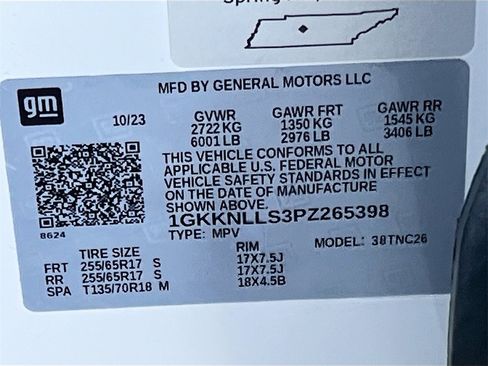 Spring
MFD BY GENERAL MOTORS LLC
gm
10/23 GVWR GAWR FRT GAWR RR
2722 KG 1350 KG 1545 KG
6001 LB 2976 LB 3406 LB
THIS VEHICLE CONFORMS TO ALL
APPLICABLE U.S. FEDERAL MOTOR
VEHICLE SAFETY STANDARDS IN EFFECT
ON THE DATE OF MANUFACTURE
SHOWN ABOVE.
1GKKNLLS3PZ265398
8624
TYPE: MPV MODEL: 38TNC26
TIRE SIZE RIM
FRT 255/65R17 S 17X7.5J
RR 255/65R17 S 17X7.5J
SPA T135/70R18 M 18X4.5B